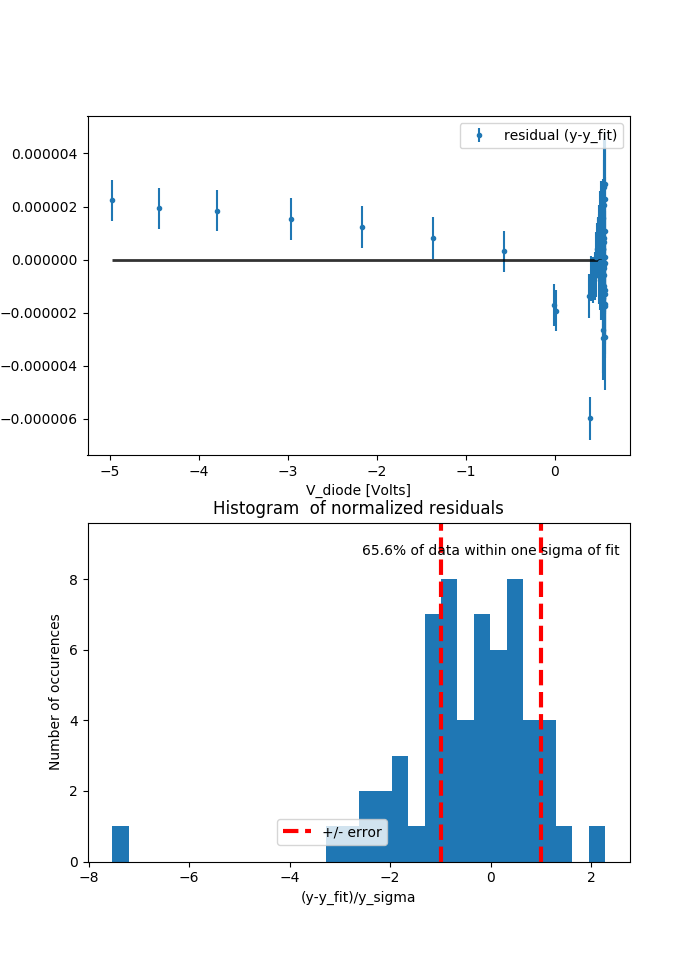 residual (y-y_fit)
0.000004
0.000002
0.000000
−0.000002
−0.000004
−0.000006
−5 −4 −3 −2 −1 0
V_diode [Volts]
Histogram  of normalized residuals
65.6% of data within one sigma of fit
8
6
4
2
0
Number of occurences
+/- error
−8 −6 −4 −2 0 2
(y-y_fit)/y_sigma